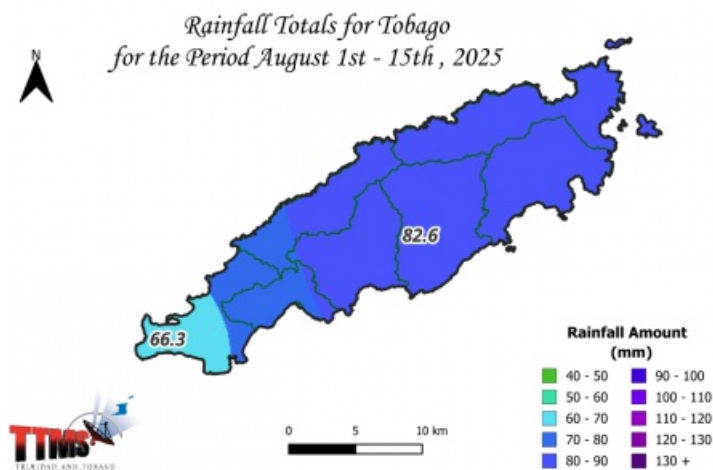 Rainfall Totals for Tobago
for the Period August 1st - 15th , 2025
N
82.6
66.3
Rainfall Amount
(mm)
40 - 50
50 - 60
60 - 70
70 - 80
80 - 90
90 - 100
100 - 110
110 - 120
120 - 130
130 +
0 5 10 km
TTMS
TRINIDAD AND TOBAGO